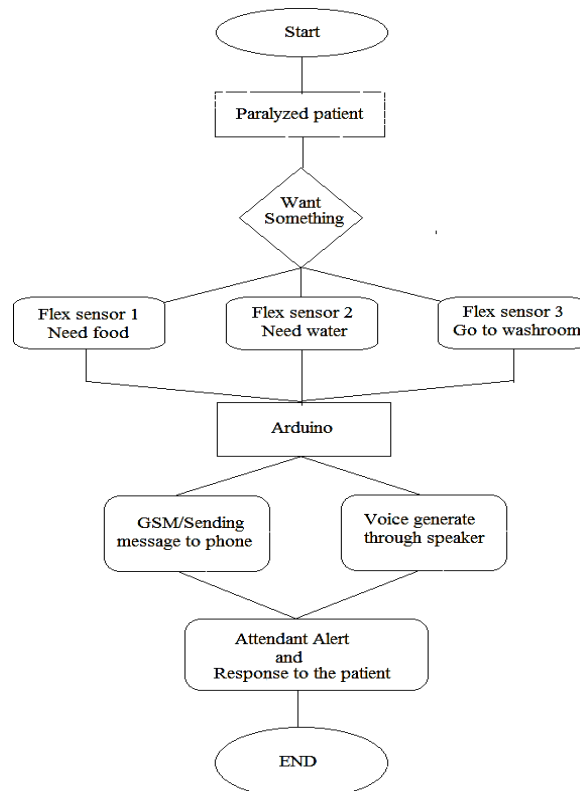 Start
Paralyzed patient
Want
Something
Flex sensor 1
Need food
Flex sensor 2
Need water
Flex sensor 3
Go to washroom
Arduino
GSM/Sending
message to phone
Voice generate
through speaker
Attendant Alert
and
Response to the patient
END